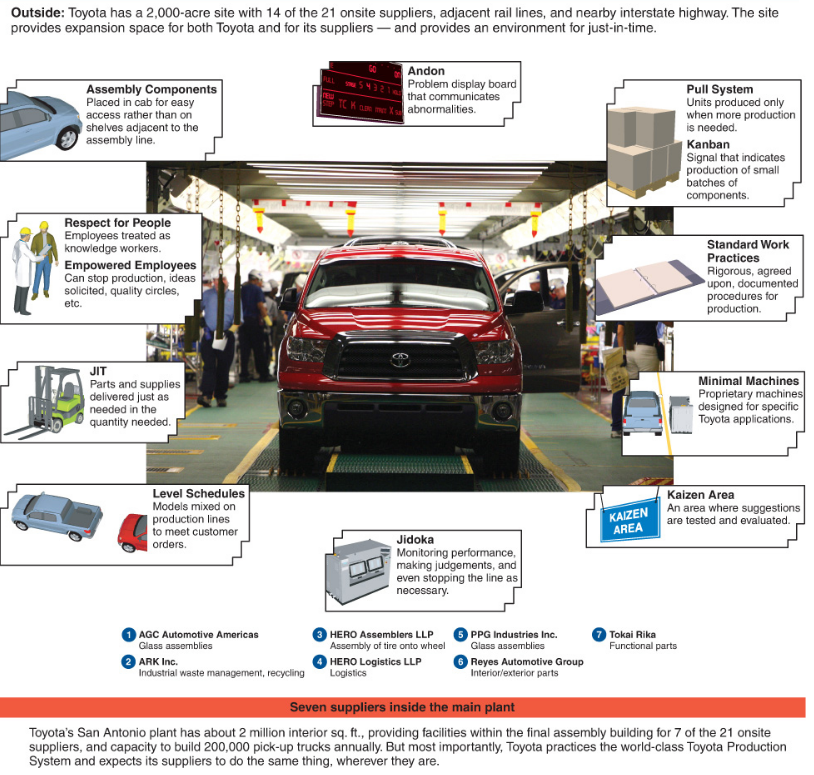 Outside: Toyota has a 2,000-acre site with 14 of the 21 onsite suppliers, adjacent rail lines, and nearby interstate highway. The site
provides expansion space for both Toyota and for its suppliers — and provides an environment for just-in-time.
Assembly Components
Placed in cab for easy
access rather than on
shelves adjacent to the
assembly line.
Andon
Problem display board
that communicates
abnormalities.
Pull System
Units produced only
when more production
is needed.
Kanban
Signal that indicates
production of small
batches of
components.
Respect for People
Employees treated as
knowledge workers.
Empowered Employees
Can stop production, ideas
solicited, quality circles,
etc.
Standard Work
Practices
Rigorous, agreed
upon, documented
procedures for
production.
JIT
Parts and supplies
delivered just as
needed in the
quantity needed.
Minimal Machines
Proprietary machines
designed for specific
Toyota applications.
Level Schedules
Models mixed on
production lines
to meet customer
orders.
Jidoka
Monitoring performance,
making judgements, and
even stopping the line as
necessary.
KAIZEN
AREA
Kaizen Area
An area where suggestions
are tested and evaluated.
1 AGC Automotive Americas
Glass assemblies
2 ARK Inc.
Industrial waste management, recycling
3 HERO Assemblers LLP
Assembly of tire onto wheel
4 HERO Logistics LLP
Logistics
5 PPG Industries Inc.
Glass assemblies
6 Reyes Automotive Group
Interior/exterior parts
7 Tokai Rika
Functional parts
Seven suppliers inside the main plant
Toyota's San Antonio plant has about 2 million interior sq. ft., providing facilities within the final assembly building for 7 of the 21 onsite
suppliers, and capacity to build 200,000 pick-up trucks annually. But most importantly, Toyota practices the world-class Toyota Production
System and expects its suppliers to do the same thing, wherever they are.